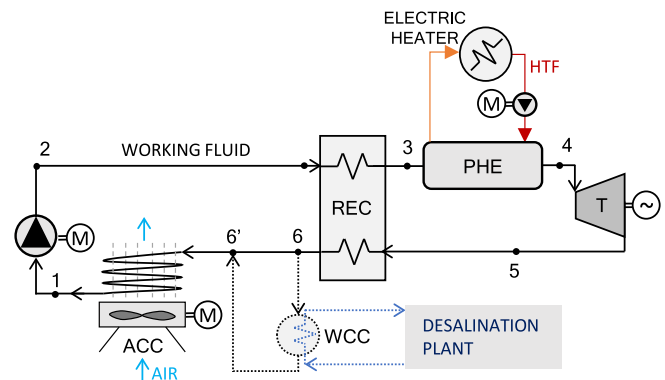 ELECTRIC
HEATER
HTF
M
2
WORKING FLUID
3
PHE
4
REC
T
~
M
6'
6
5
1
M
ACC
AIR
WCC
DESALINATION
PLANT